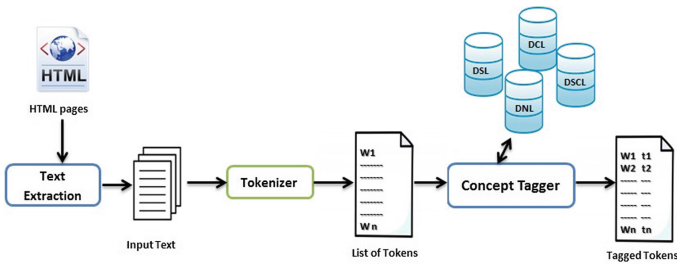 HTML
HTML pages
Text
Extraction
Input Text
Tokenizer
W1
Wn
List of Tokens
Concept Tagger
DSL
DCL
DSCL
DNL
W1 t1
W2 t2
Wn tn
Tagged Tokens